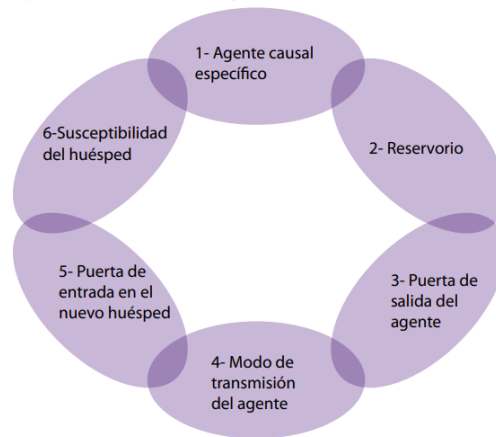 1- Agente causal
específico
2- Reservorio
3- Puerta de
salida del
agente
4- Modo de
transmisión
del agente
5- Puerta de
entrada en el
nuevo huésped
6-Susceptibilidad
del huésped